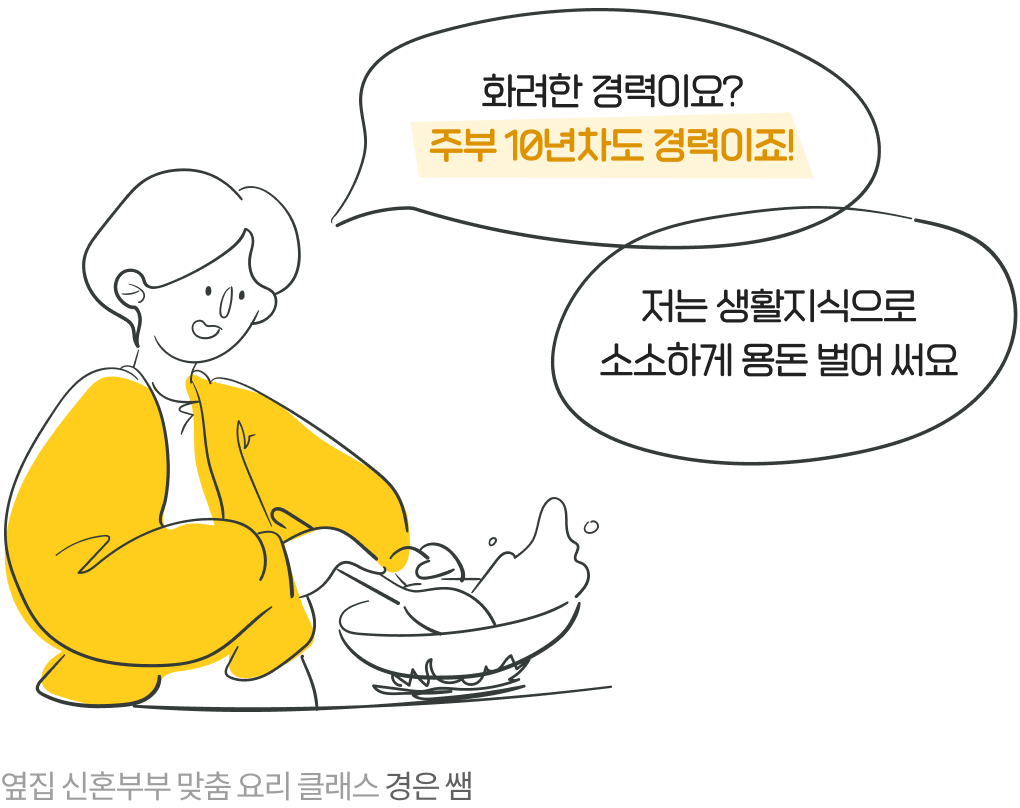 화려한 경력이요?
주부 10년차도 경력이죠!
저는 생활지식으로
소소하게 용돈 벌어 써요
옆집 신혼부부 맞춤 요리 클래스 경은 쌤